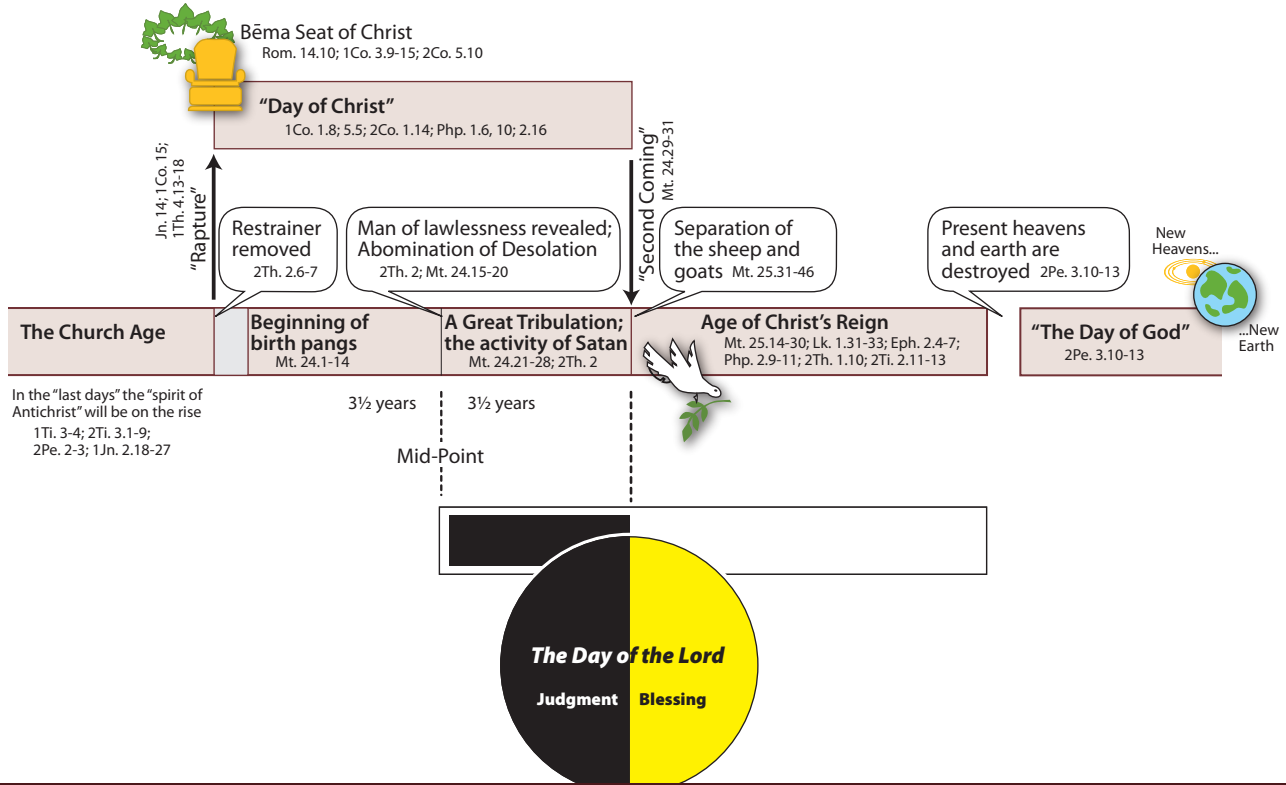 Bēma Seat of Christ
Rom. 14.10; 1Co. 3.9-15; 2Co. 5.10
“Day of Christ”
1Co. 1.8; 5.5; 2Co. 1.14; Php. 1.6, 10; 2.16
Jn. 14; 1Co. 15;
1Th. 4.13-18
“Rapture”
“Second Coming”
Mt. 24.29-31
Restrainer
removed
2Th. 2.6-7
Man of lawlessness revealed;
Abomination of Desolation
2Th. 2; Mt. 24.15-20
Separation of
the sheep and
goats Mt. 25.31-46
Present heavens
and earth are
destroyed 2Pe. 3.10-13
New
Heavens...
...New
Earth
The Church Age
Beginning of
birth pangs
Mt. 24.1-14
A Great Tribulation;
the activity of Satan
Mt. 24.21-28; 2Th. 2
Age of Christ’s Reign
Mt. 25.14-30; Lk. 1.31-33; Eph. 2.4-7;
Php. 2.9-11; 2Th. 1.10; 2Ti. 2.11-13
“The Day of God”
2Pe. 3.10-13
In the “last days” the “spirit of
Antichrist” will be on the rise
1Ti. 3-4; 2Ti. 3.1-9;
2Pe. 2-3; 1Jn. 2.18-27
3½ years
3½ years
Mid-Point
The Day of the Lord
Judgment Blessing